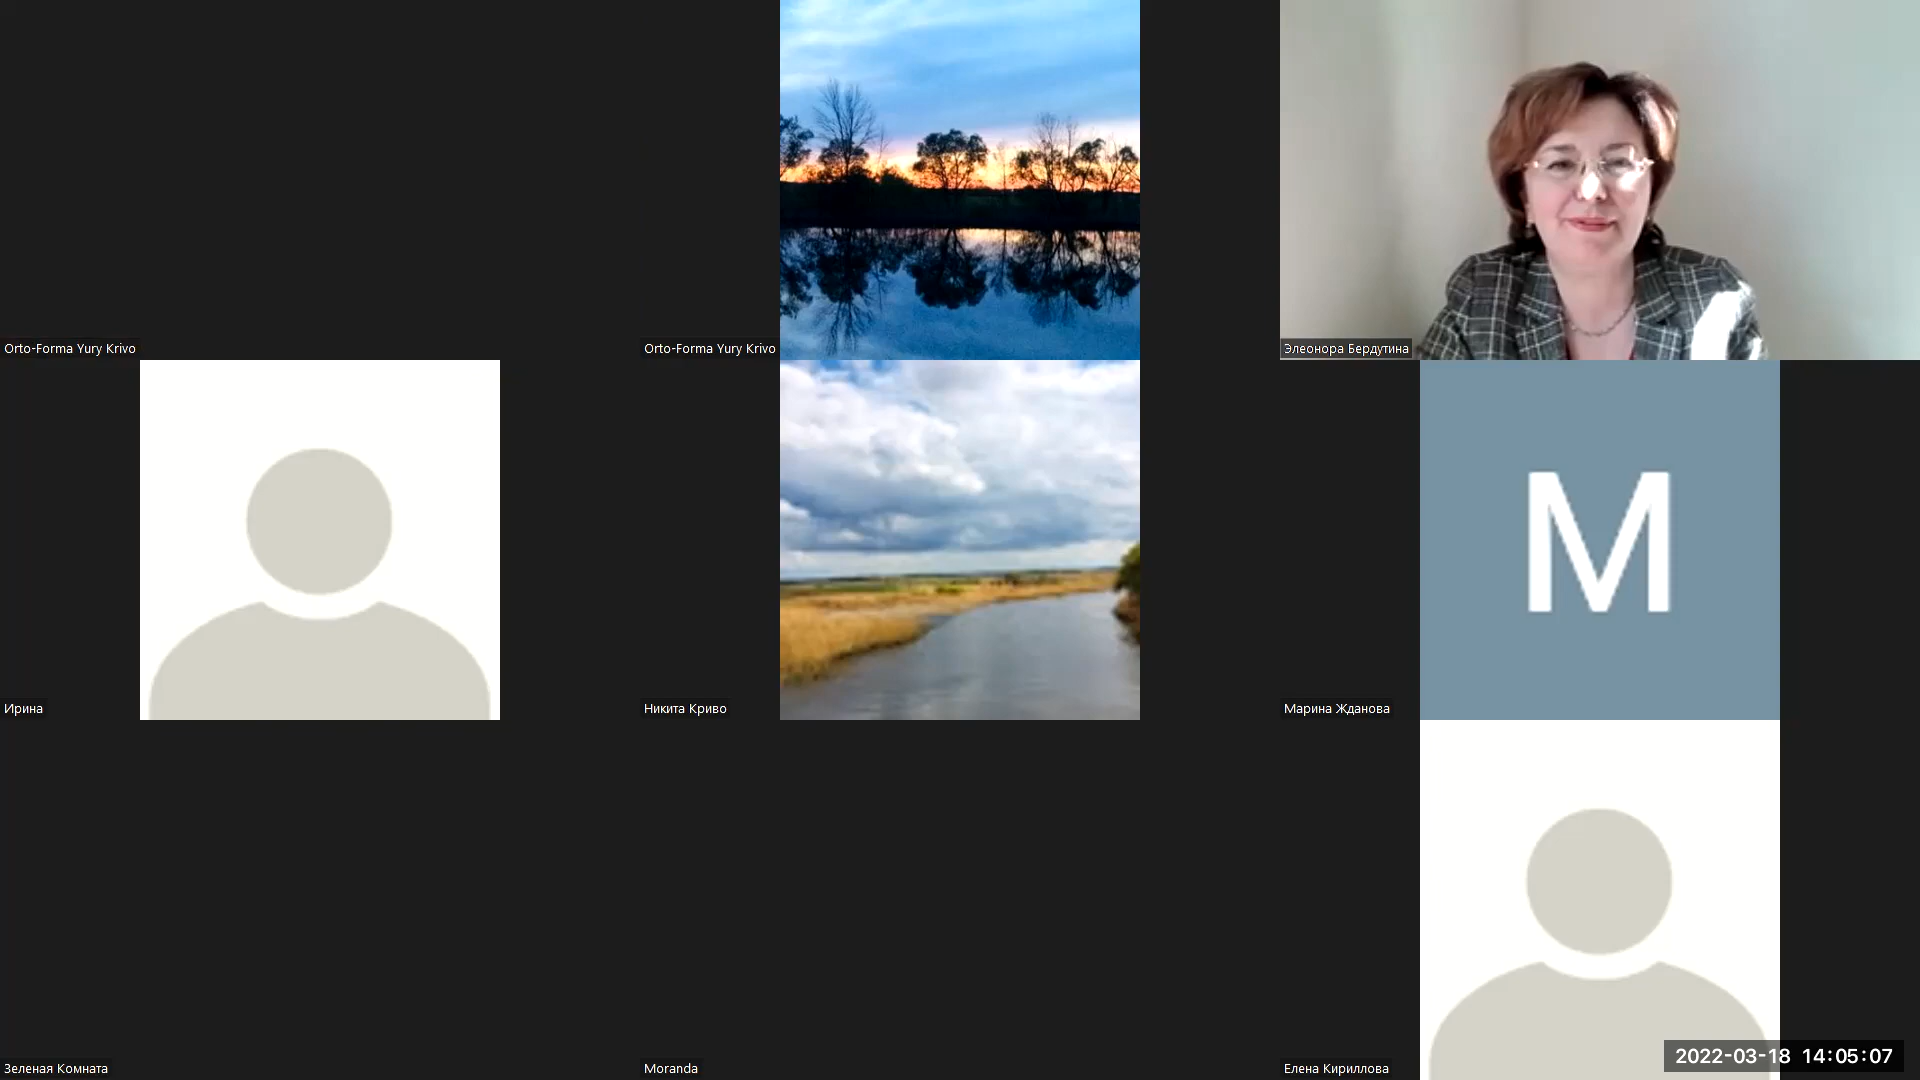 Orto-Forma Yury Krivo
Orto-Forma Yury Krivo
Элеонора Бердутина
Ирина
Никита Криво
Марина Жданова
M
Зеленая Комната
Moranda
Елена Кириллова
2022-03-18 14:05:07